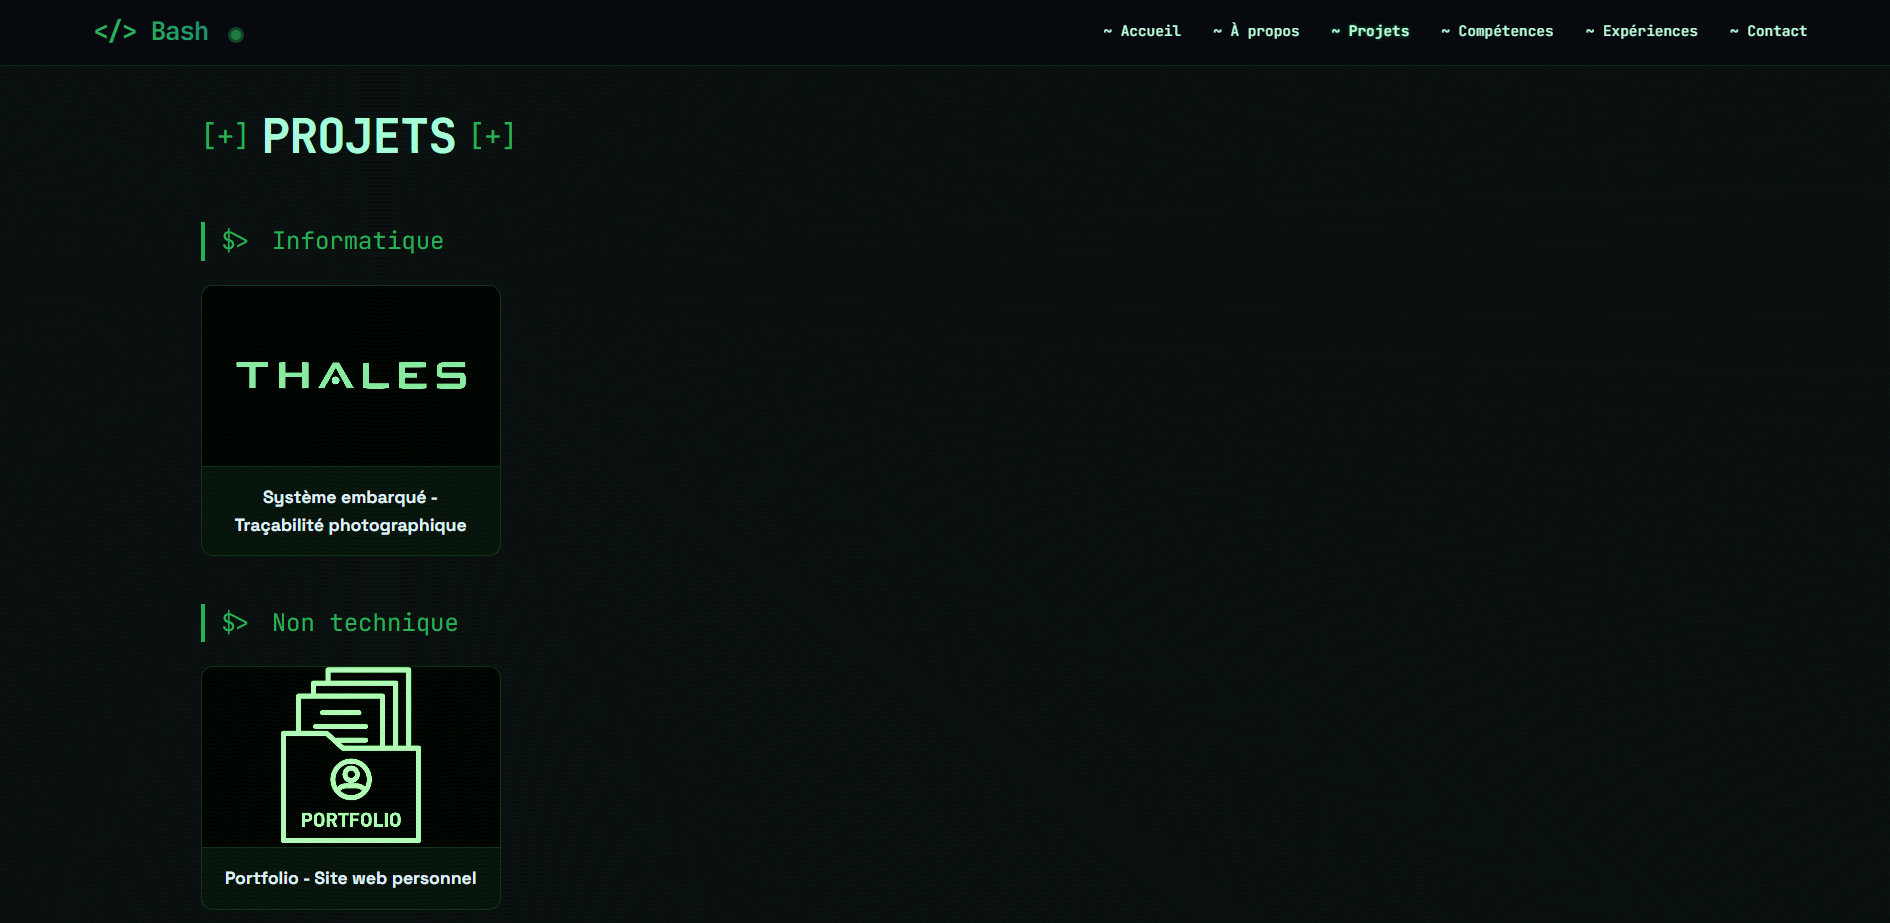 </> Bash
~ Accueil ~ À propos ~ Projets ~ Compétences ~ Expériences ~ Contact
[+] PROJETS [+]
$> Informatique
THALES
Système embarqué -
Traçabilité photographique
$> Non technique
PORTFOLIO
Portfolio - Site web personnel